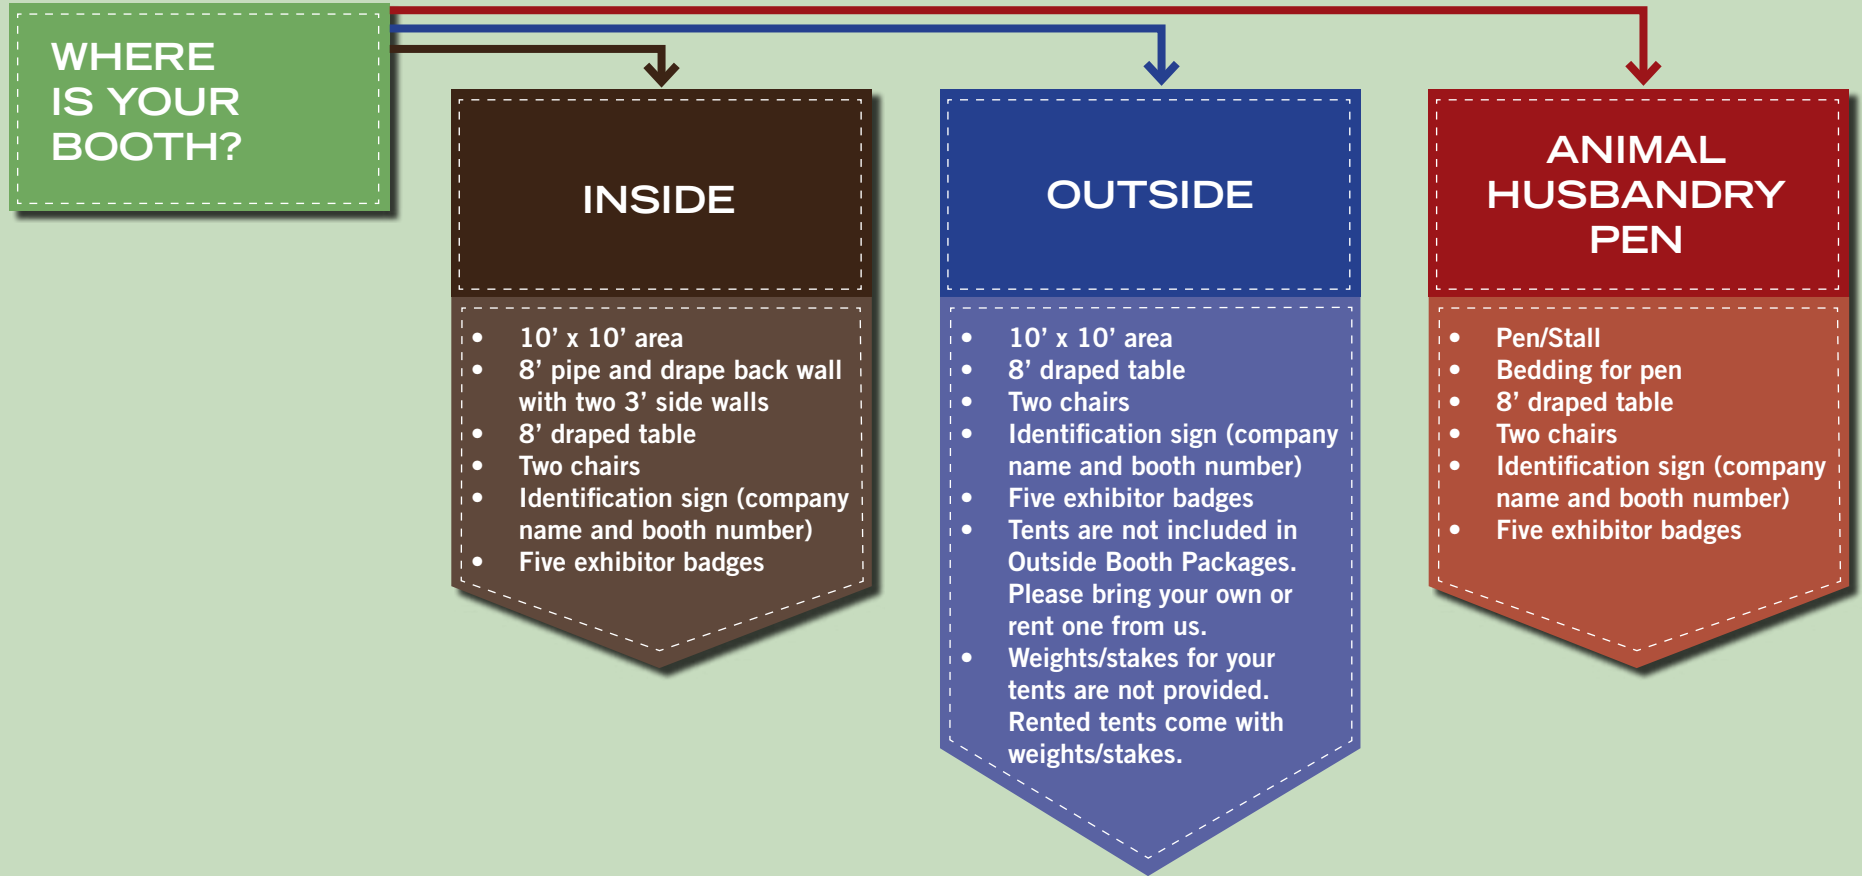 WHERE
IS YOUR
BOOTH?
INSIDE
• 10’ x 10’ area
• 8’ pipe and drape back wall
with two 3’ side walls
• 8’ draped table
• Two chairs
• Identification sign (company
name and booth number)
• Five exhibitor badges
OUTSIDE
• 10’ x 10’ area
• 8’ draped table
• Two chairs
• Identification sign (company
name and booth number)
• Five exhibitor badges
• Tents are not included in
Outside Booth Packages.
Please bring your own or
rent one from us.
• Weights/stakes for your
tents are not provided.
Rented tents come with
weights/stakes.
ANIMAL
HUSBANDRY
PEN
• Pen/Stall
• Bedding for pen
• 8’ draped table
• Two chairs
• Identification sign (company
name and booth number)
• Five exhibitor badges